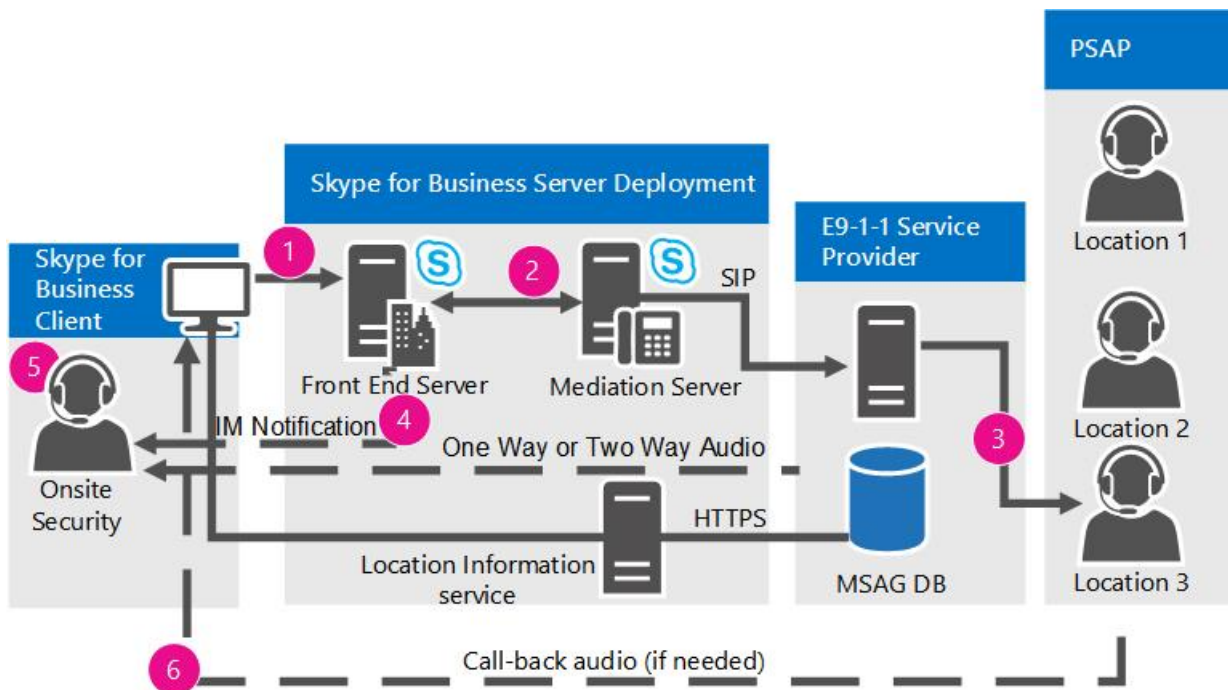 PSAP
Skype for Business Server Deployment
E9-1-1 Service
Provider
Location 1
Skype for
Business
Client
1
S
2
S
SIP
5
Front End Server
Mediation Server
Location 2
IM Notification
4
3
One Way or Two Way Audio
Onsite
Security
HTTPS
Location Information
service
MSAG DB
Location 3
6
Call-back audio (if needed)